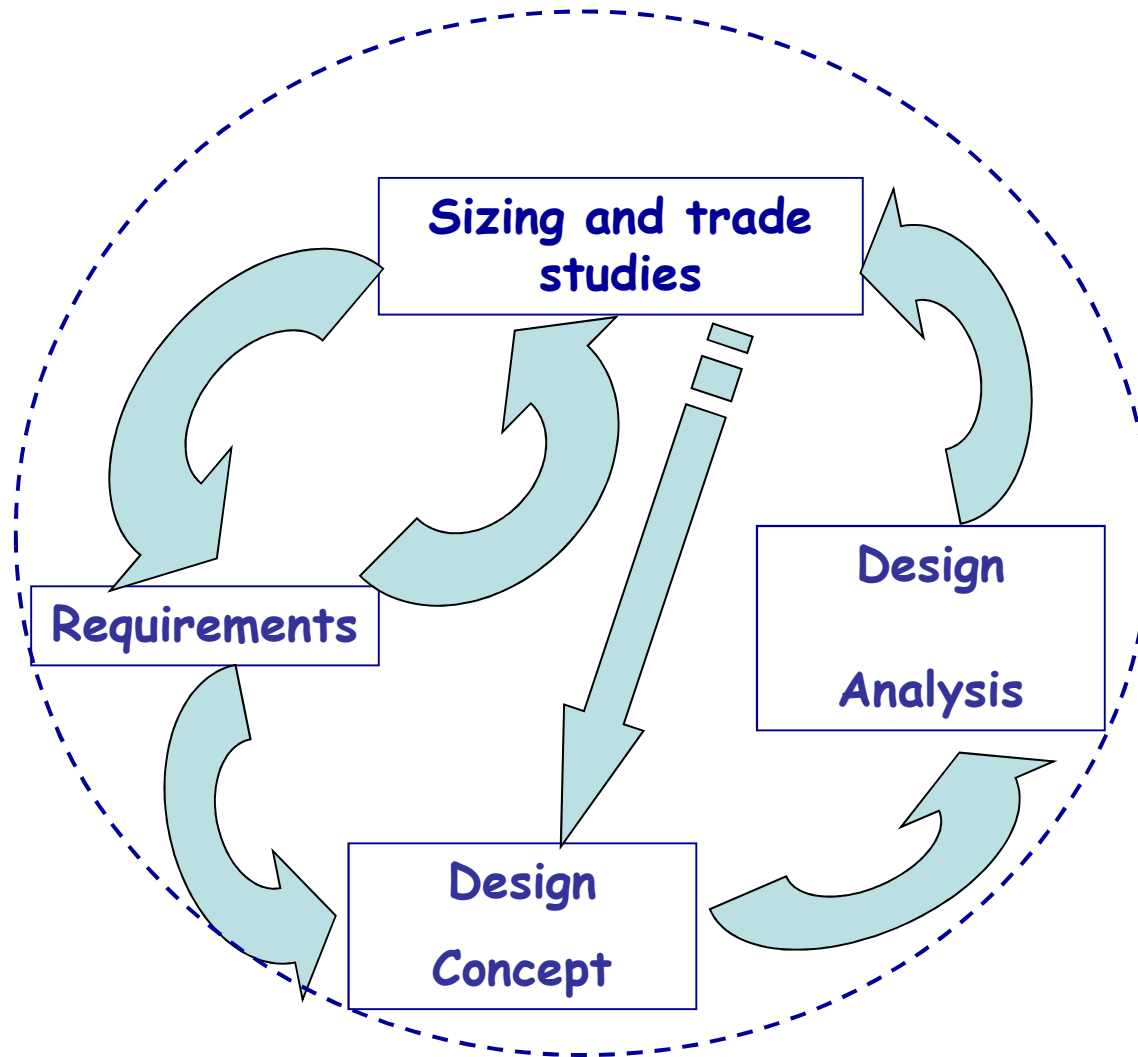 Sizing and trade
studies
Requirements
Design
Analysis
Design
Concept